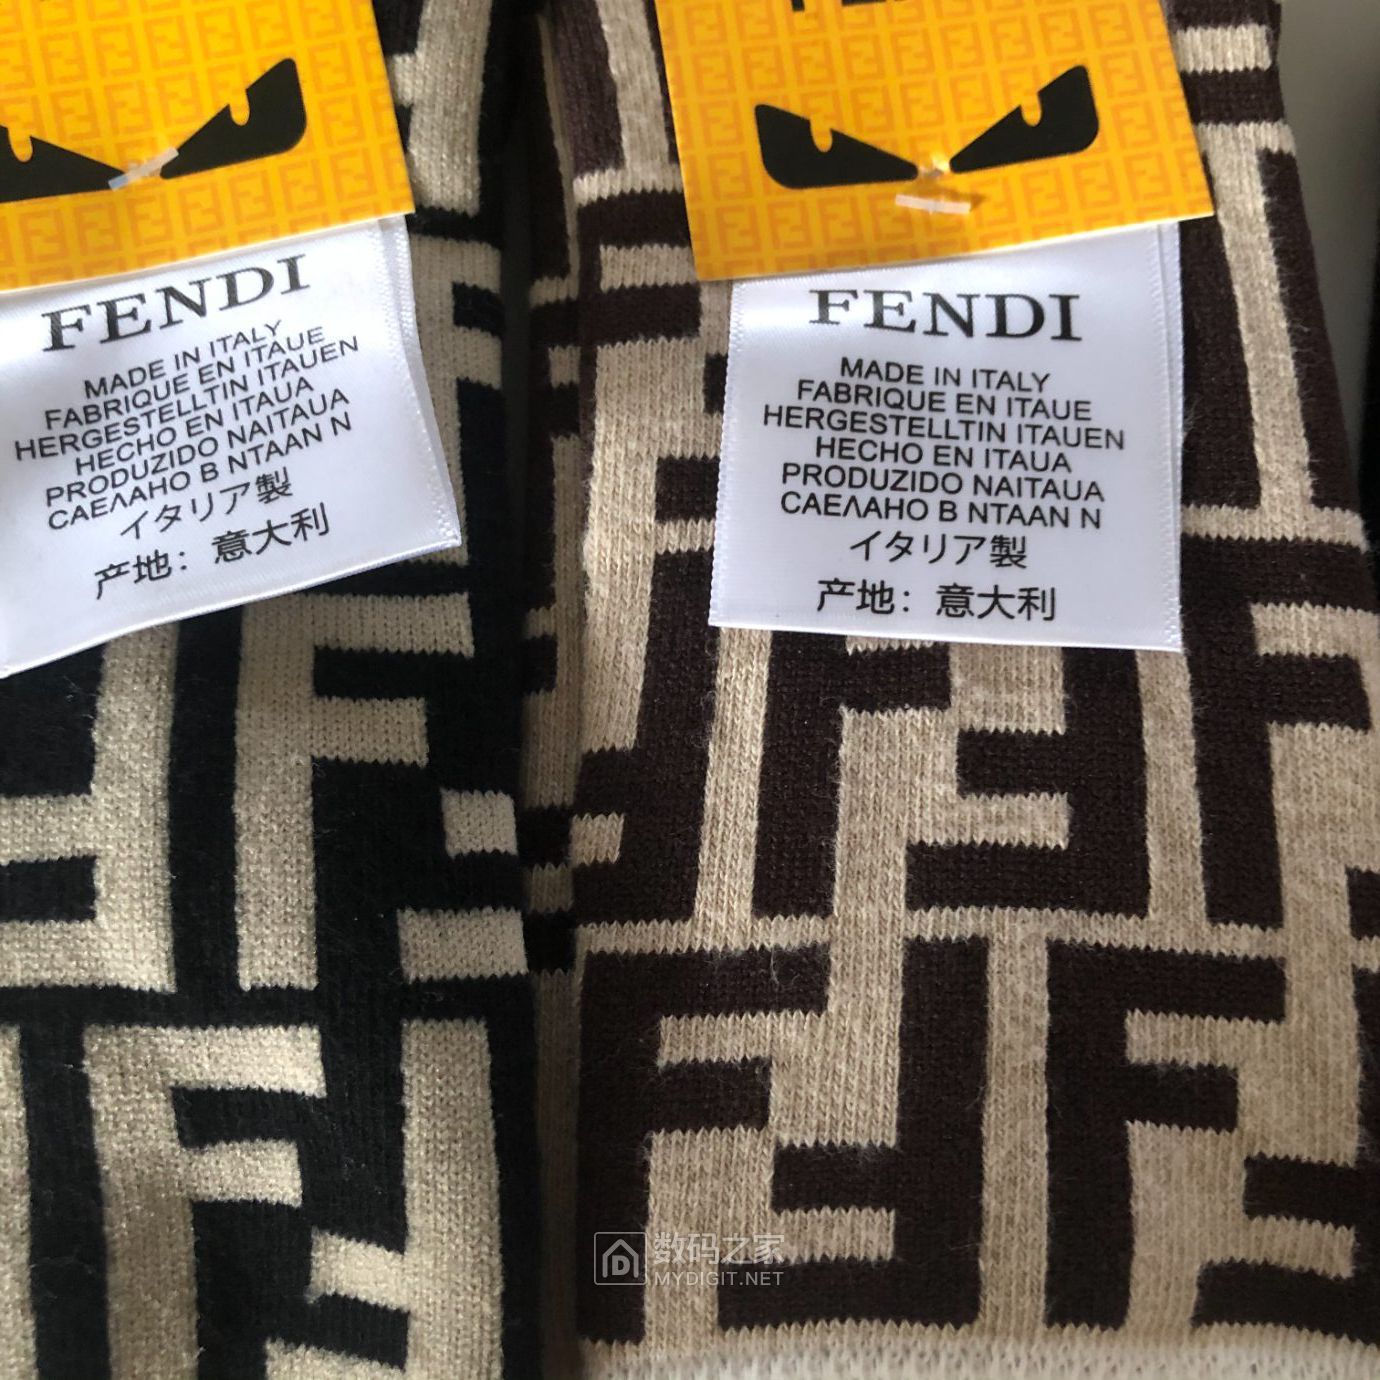 FENDI
MADE IN ITALY
FABRIQUE EN ITAUE
HERGESTELLTIN ITAUEN
HECHO EN ITAUA
PRODUZIDO NAITAUA
CAEΛAHO B NTAAN N
イタリア製
产地：意大利
FENDI
MADE IN ITALY
FABRIQUE EN ITAUE
HERGESTELLTIN ITAUEN
HECHO EN ITAUA
PRODUZIDO NAITAUA
CAEΛAHO B NTAAN N
イタリア製
产地：意大利
数码之家
MYDIGIT.NET